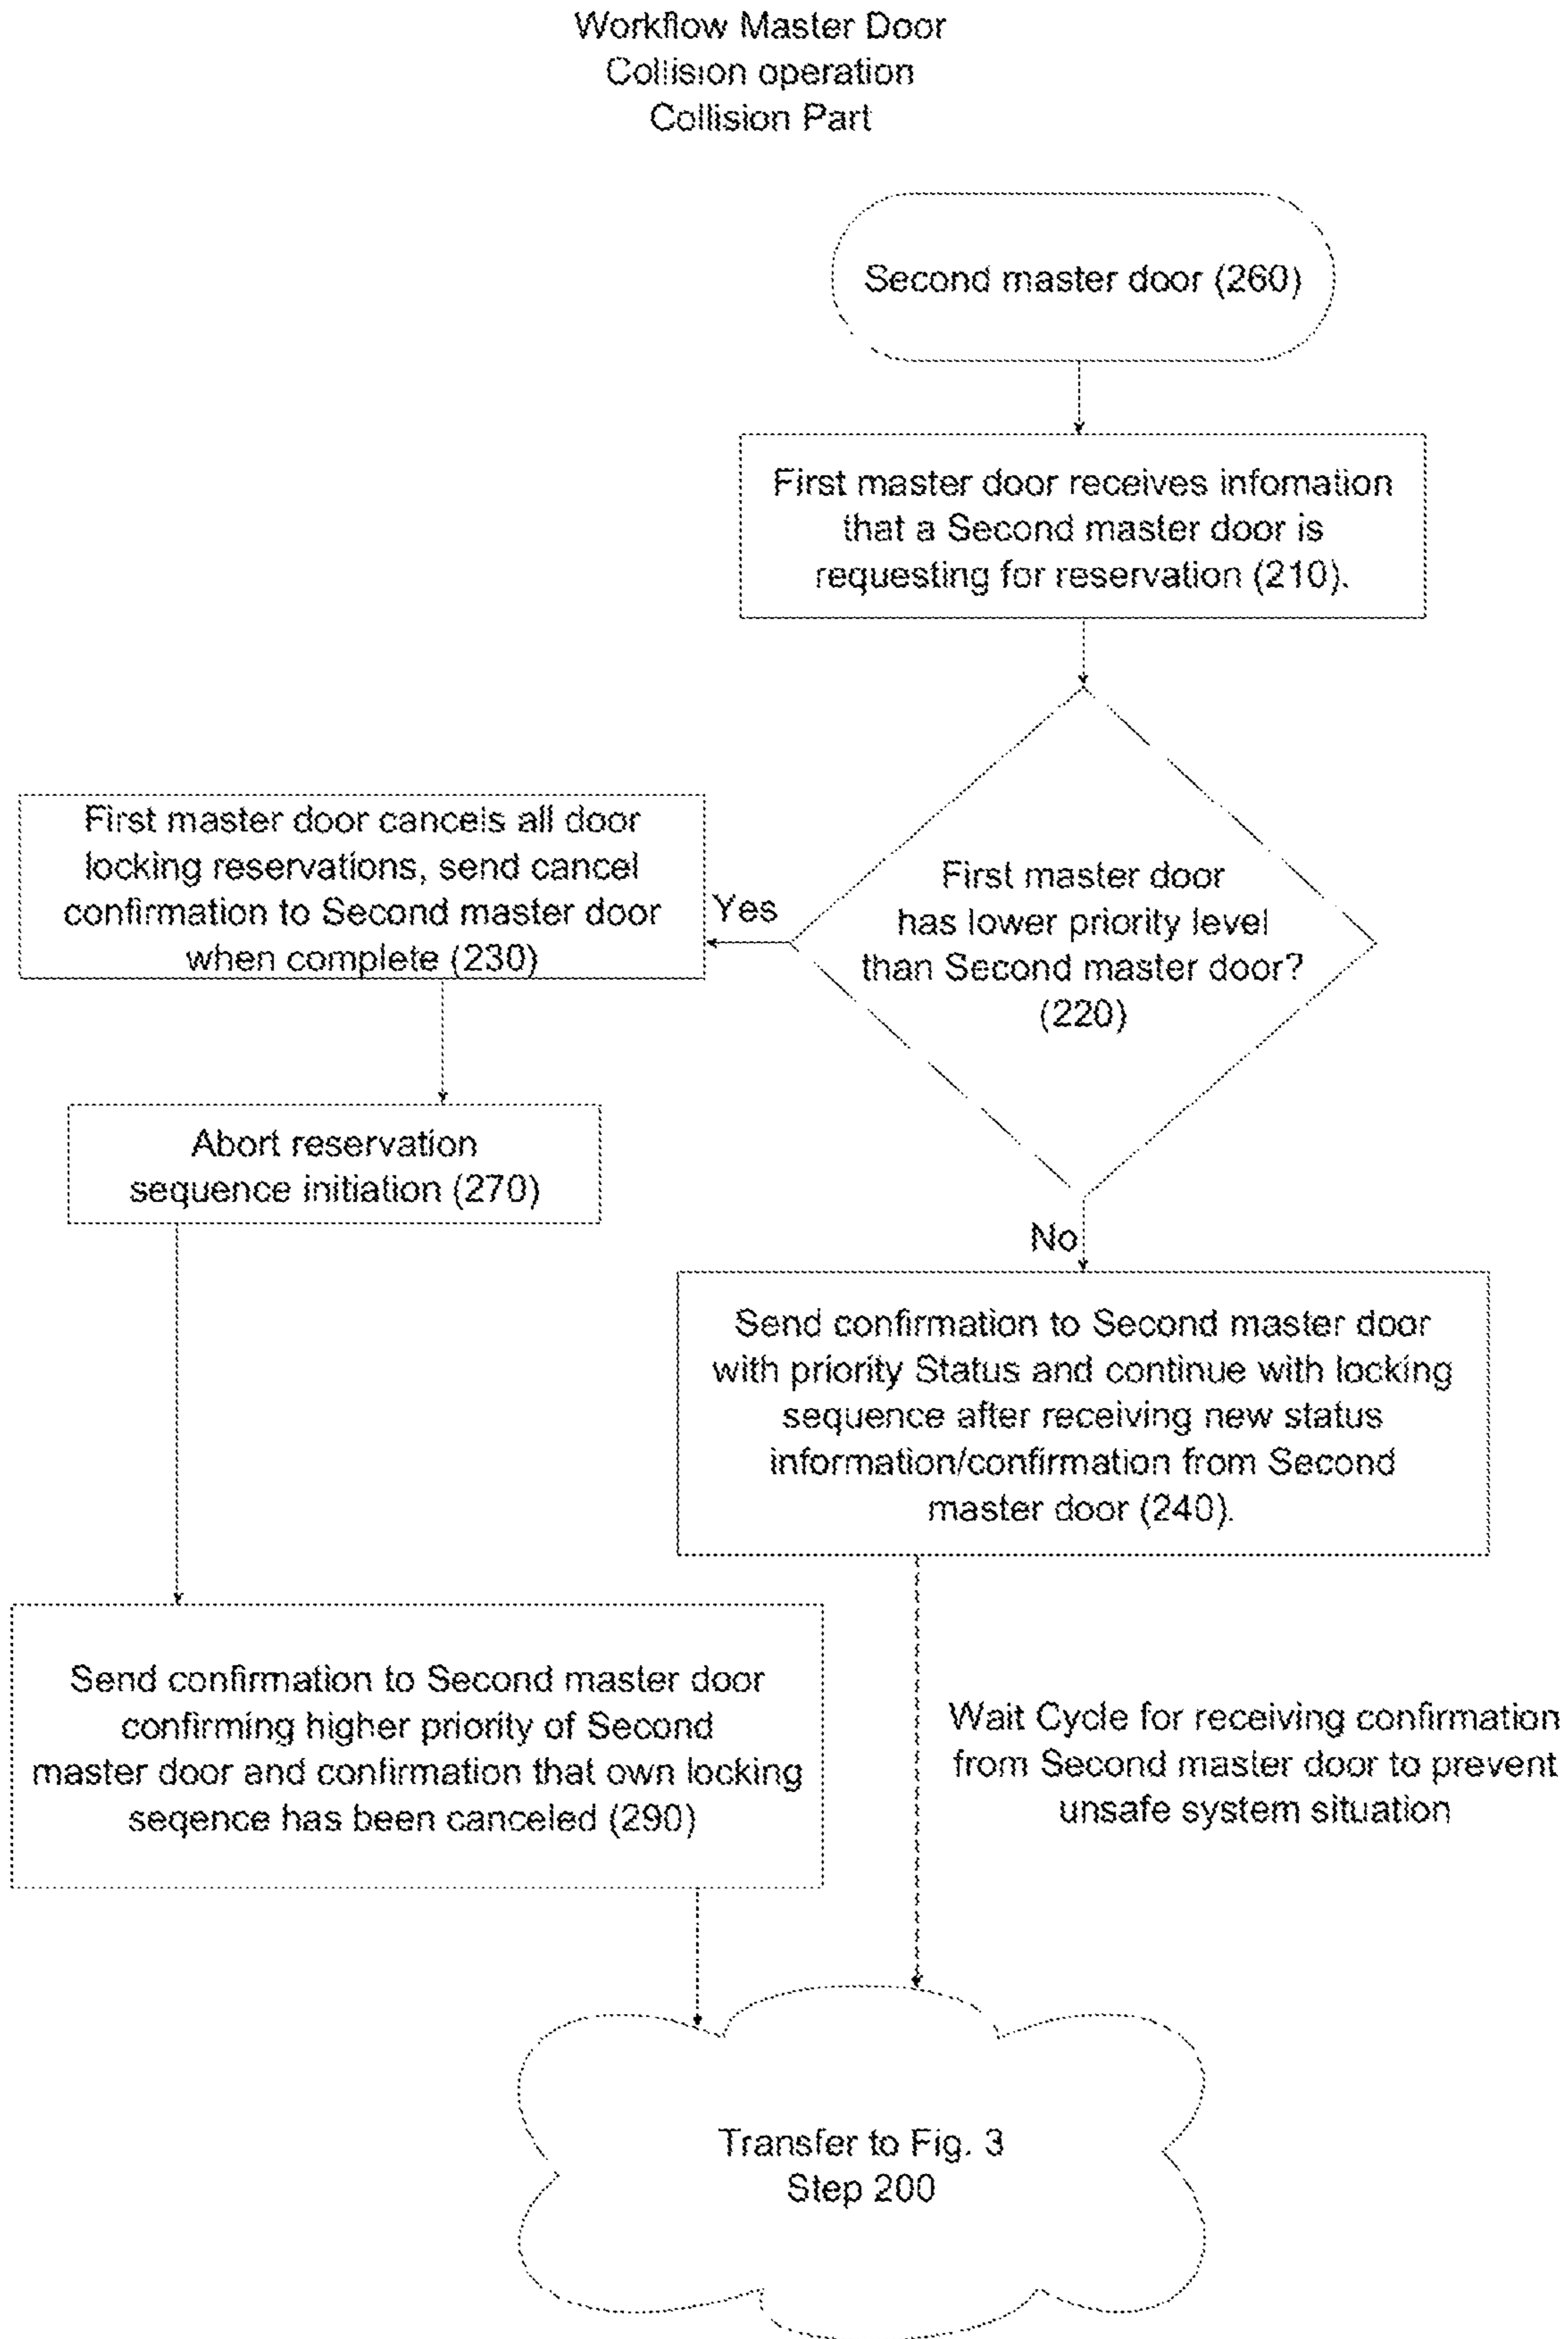 Workflow Master Door
Collision operation
Collision Part
Second master door (260)
First master door receives infomation
that a Second master door is
requesting for reservation (210).
First master door
has lower priority level
than Second master door?
(220)
Yes
First master door cancels all door
locking reservations, send cancel
confirmation to Second master door
when complete (230)
Abort reservation
sequence initiation (270)
No
Send confirmation to Second master door
with priority Status and continue with locking
sequence after receiving new status
information/confirmation from Second
master door (240).
Send confirmation to Second master door
confirming higher priority of Second
master door and confirmation that own locking
seqence has been canceled (290)
Wait Cycle for receiving confirmation
from Second master door to prevent
unsafe system situation
Transfer to Fig. 3
Step 200